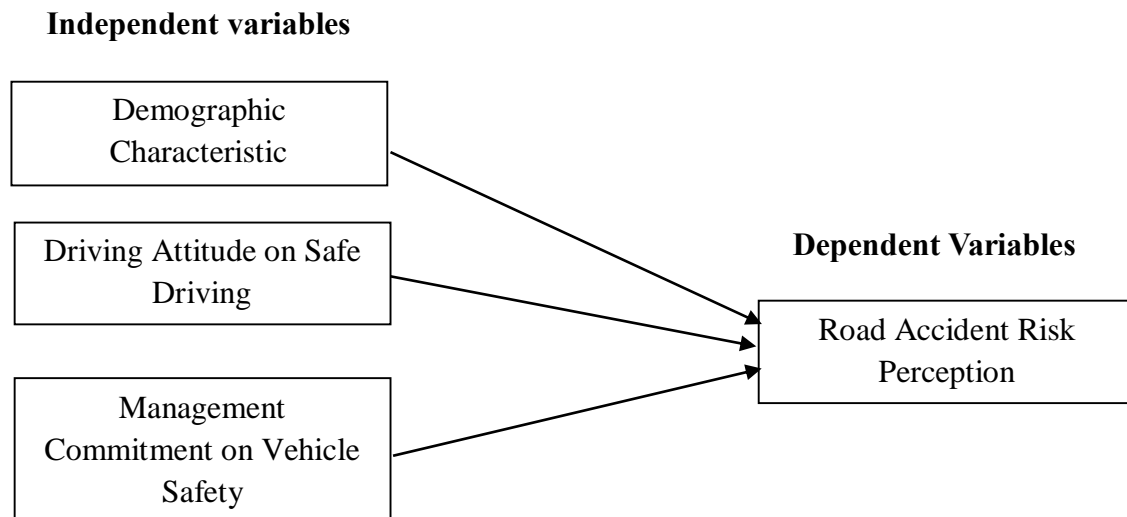 Independent variables
Demographic
Characteristic
Driving Attitude on Safe
Driving
Management
Commitment on Vehicle
Safety
Dependent Variables
Road Accident Risk
Perception